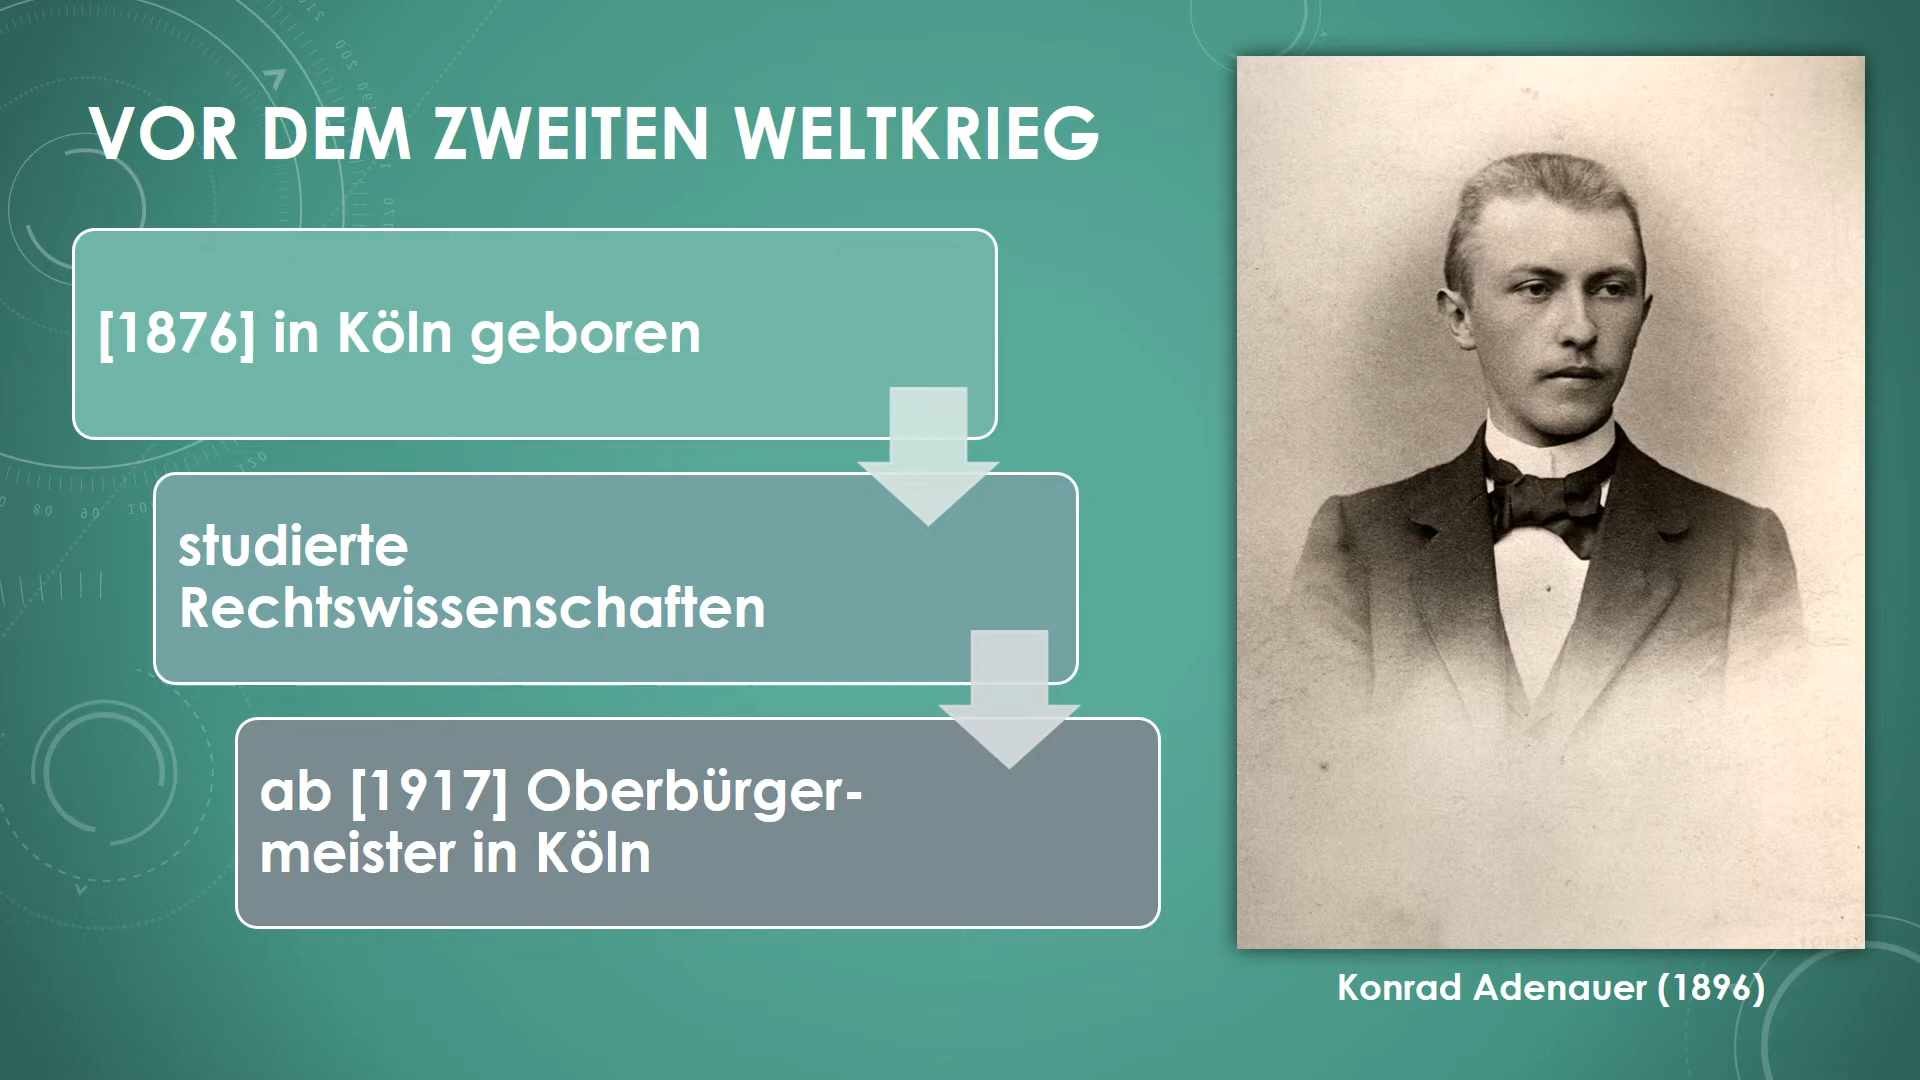 VOR DEM ZWEITEN WELTKRIEG
[1876] in Köln geboren
studierte
Rechtswissenschaften
ab [1917] Oberbürger-
meister in Köln
Konrad Adenauer (1896)